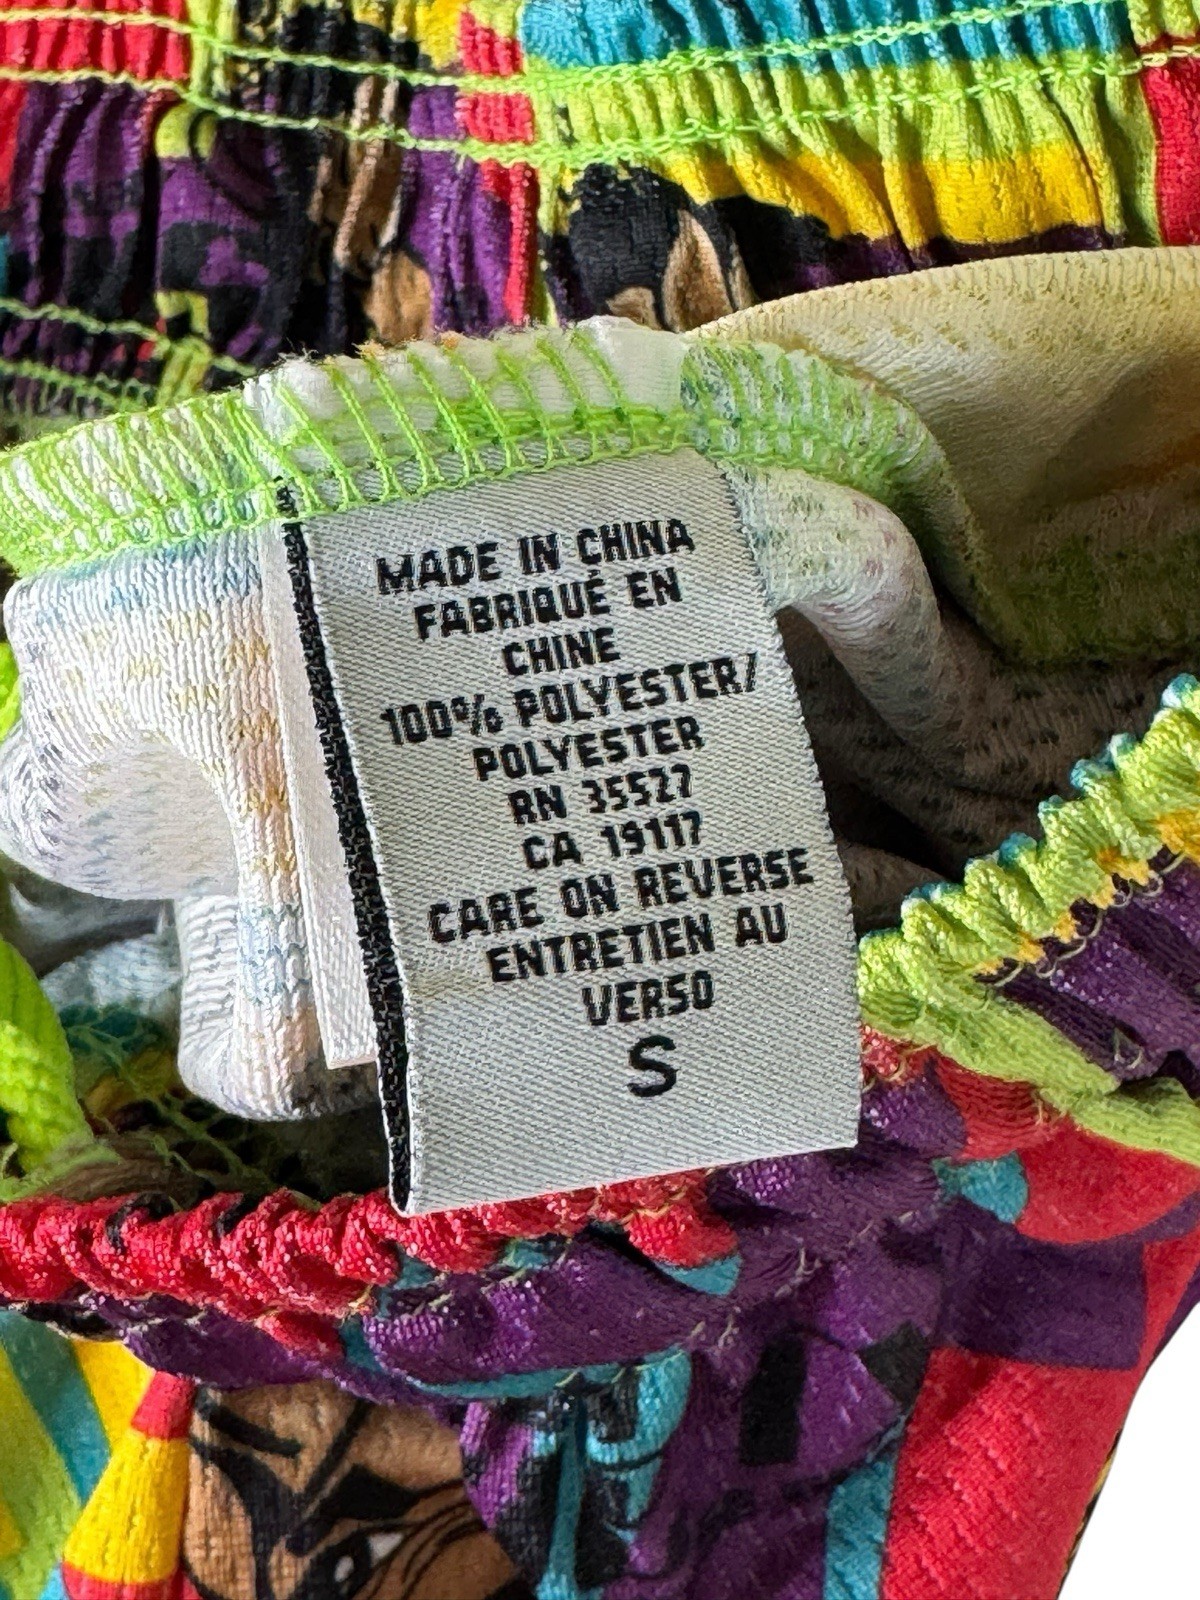 MADE IN CHINA
FABRIQUÉ EN
CHINE
100% POLYESTER/
POLYESTER
RN 35527
CA 19117
CARE ON REVERSE
ENTRETIEN AU
VERSO
S